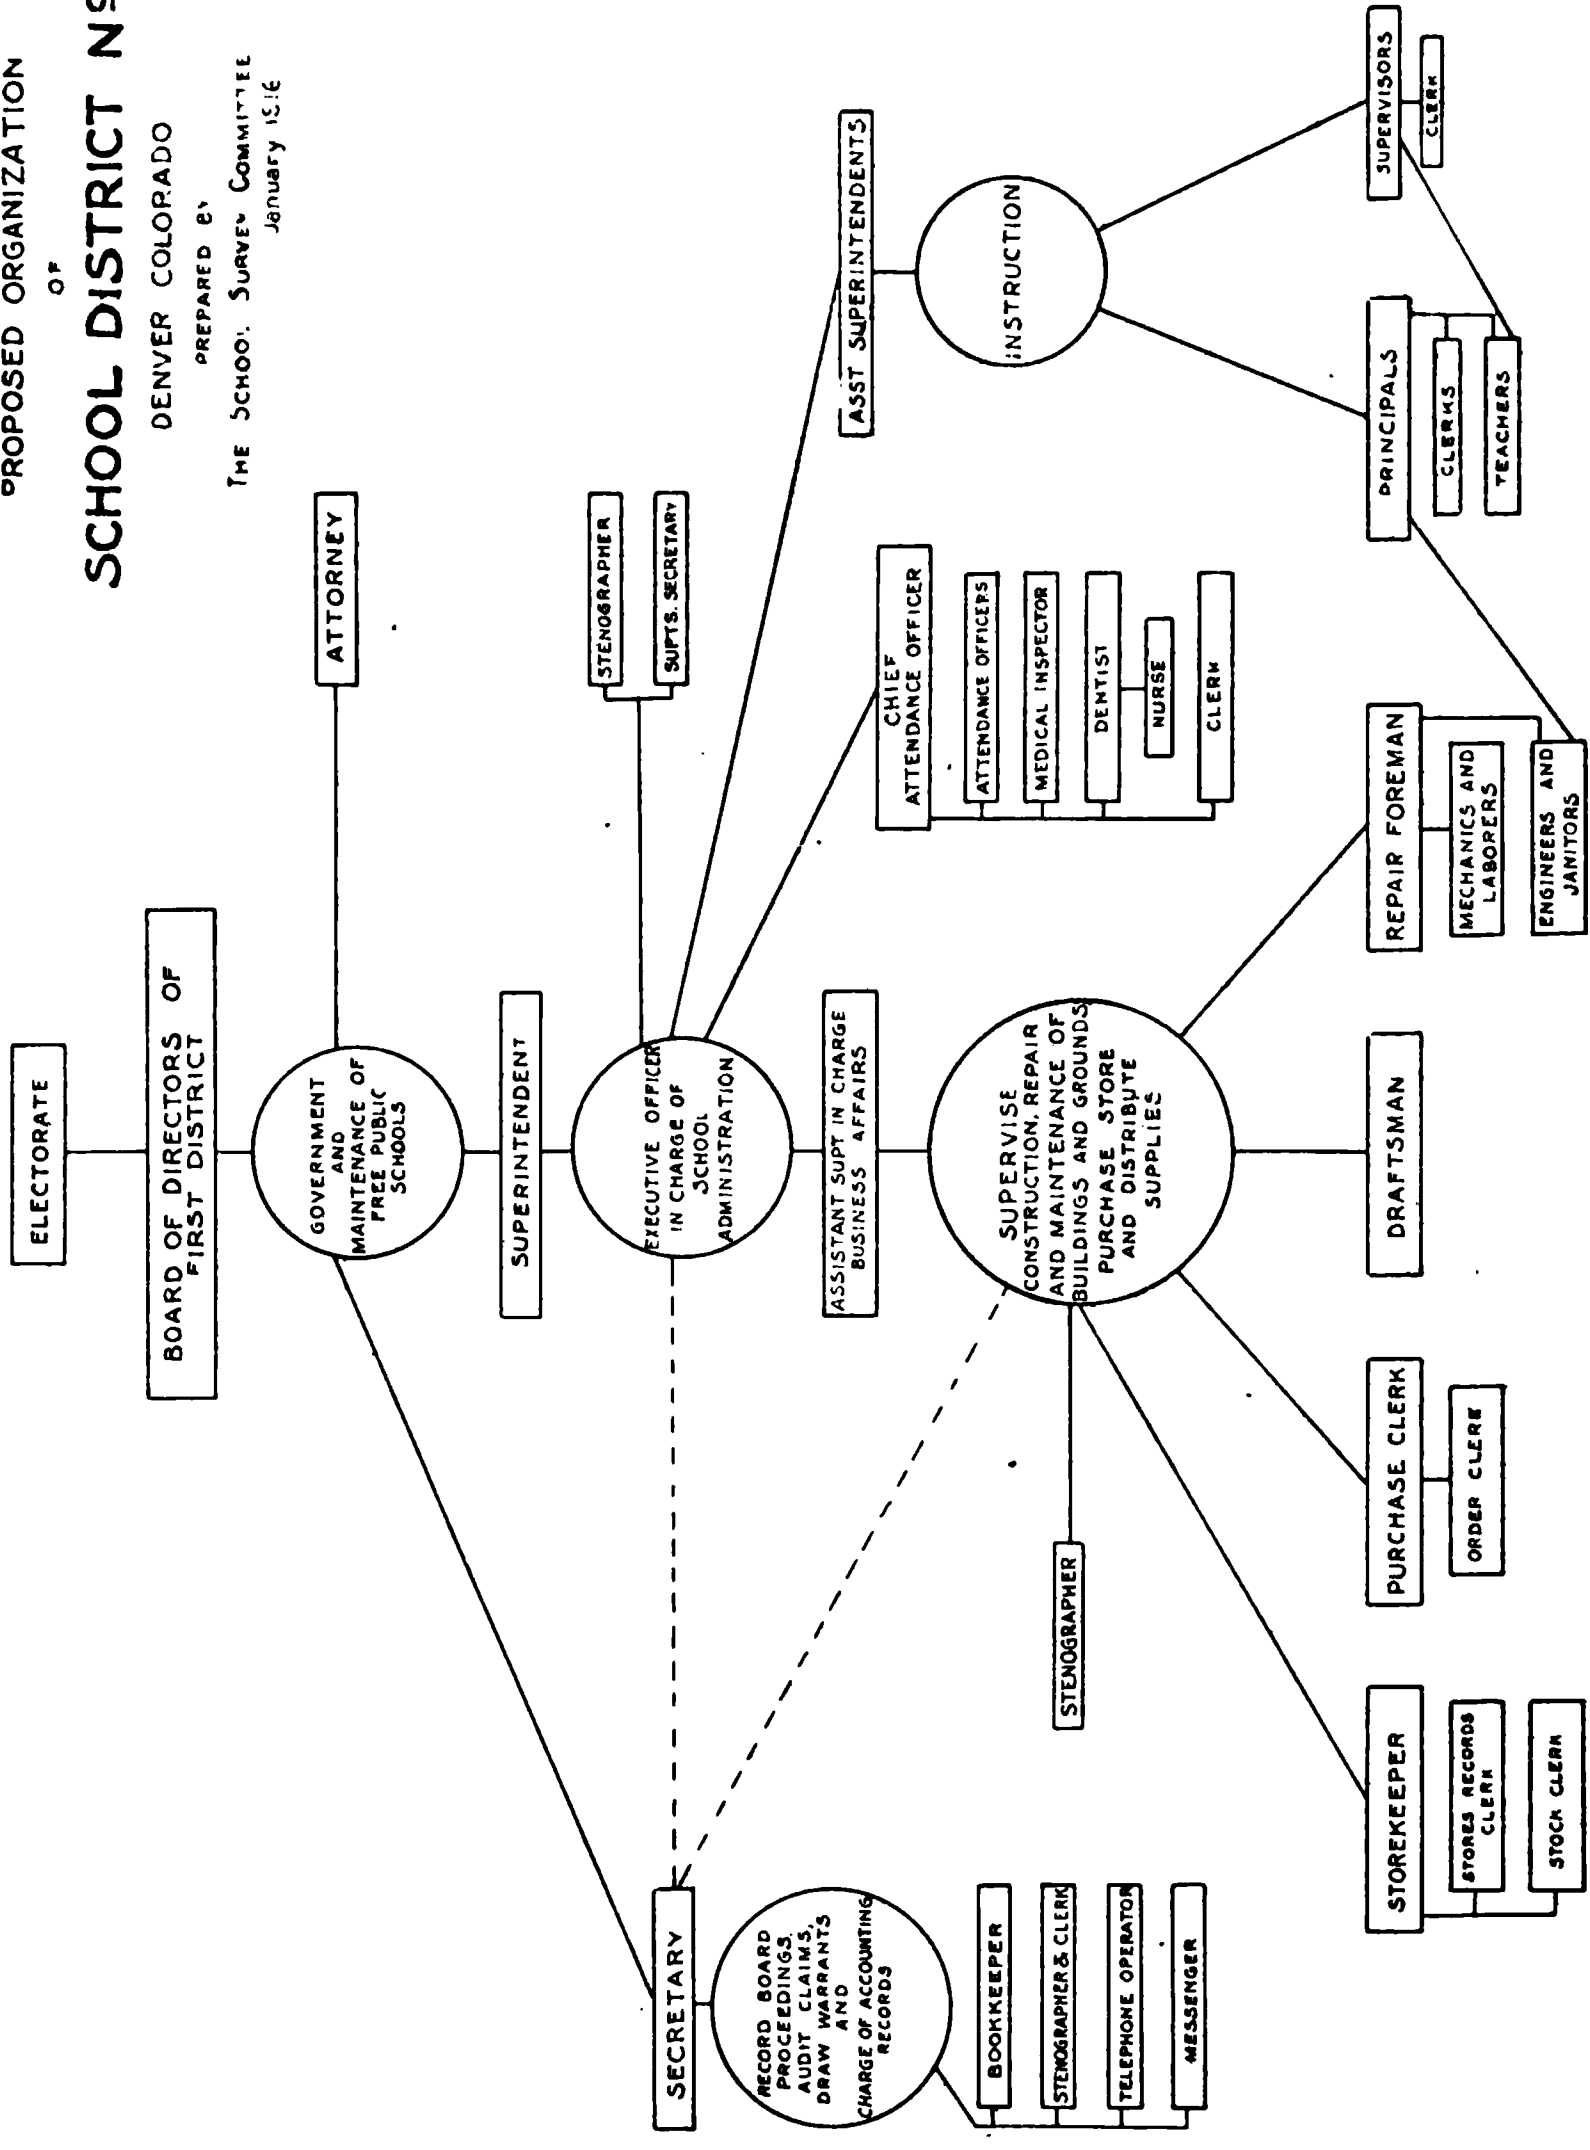 PROPOSED ORGANIZATION
OF
SCHOOL DISTRICT Nº
DENVER COLORADO
PREPARED BY
THE SCHOOL SURVEY COMMITTEE
January 1916
ELECTORATE
BOARD OF DIRECTORS OF
FIRST DISTRICT
GOVERNMENT
AND
MAINTENANCE OF
FREE PUBLIC
SCHOOLS
ATTORNEY
SUPERINTENDENT
EXECUTIVE OFFICER
IN CHARGE OF
SCHOOL
ADMINISTRATION
STENOGRAPHER
SUPTS. SECRETARY
SECRETARY
RECORD BOARD
PROCEEDINGS,
AUDIT CLAIMS,
DRAW WARRANTS
AND
CHARGE OF ACCOUNTING
RECORDS
BOOKKEEPER
STENOGRAPHER & CLERK
TELEPHONE OPERATOR
MESSENGER
ASSISTANT SUPT IN CHARGE
BUSINESS AFFAIRS
SUPERVISE
CONSTRUCTION, REPAIR
AND MAINTENANCE OF
BUILDINGS AND GROUNDS
PURCHASE STORE
AND DISTRIBUTE
SUPPLIES
STENOGRAPHER
CHIEF
ATTENDANCE OFFICER
ATTENDANCE OFFICERS
MEDICAL INSPECTOR
DENTIST
NURSE
CLERK
ASST SUPERINTENDENTS
INSTRUCTION
STOREKEEPER
STORES RECORDS
CLERK
STOCK CLERK
PURCHASE CLERK
ORDER CLERK
DRAFTSMAN
REPAIR FOREMAN
MECHANICS AND
LABORERS
ENGINEERS AND
JANITORS
PRINCIPALS
CLERKS
TEACHERS
SUPERVISORS
CLERK